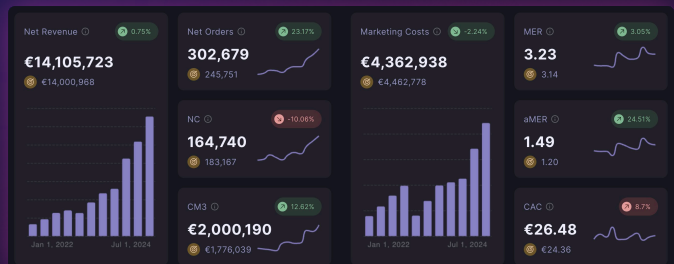 Net Revenue 0.75%
€14,105,723
€14,000,968
Jan 1, 2022 Jul 1, 2024
Net Orders 23.17%
302,679
245,751
NC -10.06%
164,740
183,167
CM3 12.62%
€2,000,190
€1,776,039
Marketing Costs -2.24%
€4,362,938
€4,462,778
Jan 1, 2022 Jul 1, 2024
MER 3.05%
3.23
3.14
aMER 24.51%
1.49
1.20
CAC 8.7%
€26.48
€24.36